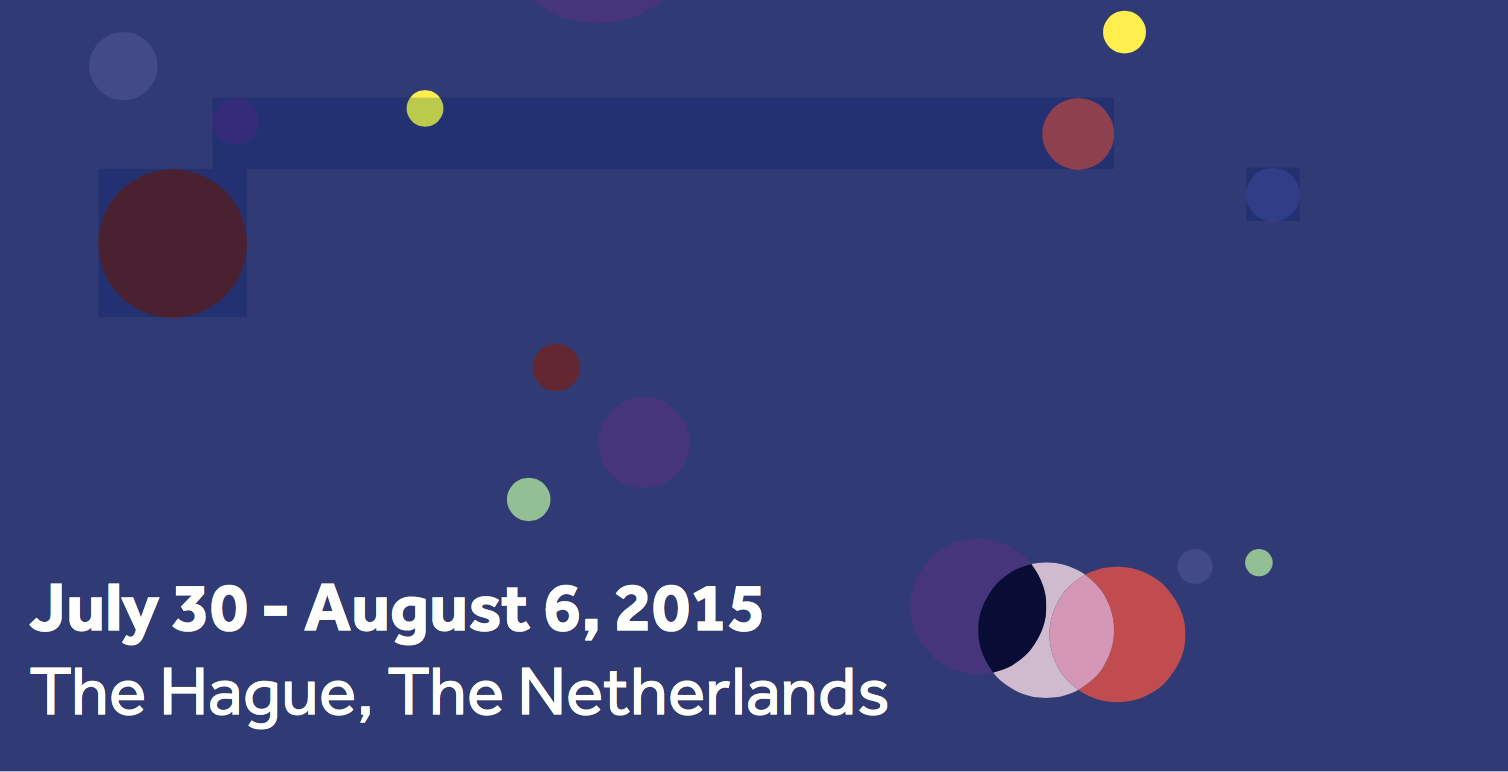 July 30 - August 6, 2015
The Hague, The Netherlands